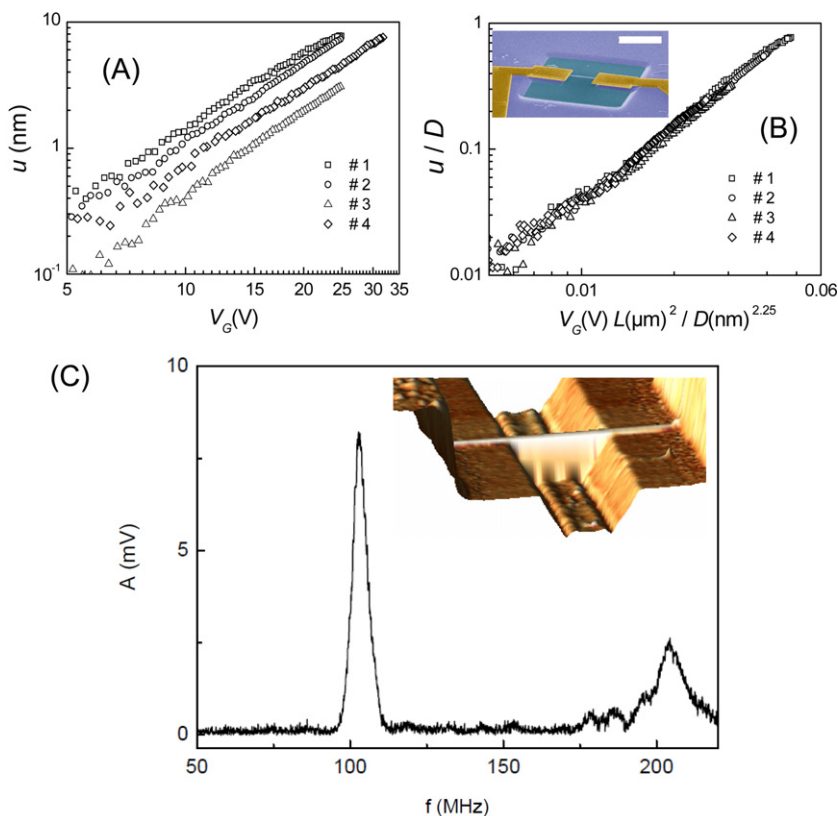 (A)
u (nm)
10
1
10⁻¹
5 10 15 20 25 30 35
V_G(V)
# 1
# 2
# 3
# 4
(B)
u / D
1
0.1
0.01
0.01 0.06
V_G(V) L(µm)² / D(nm)^2.25
# 1
# 2
# 3
# 4
(C)
A (mV)
10
5
0
50 100 150 200
f (MHz)